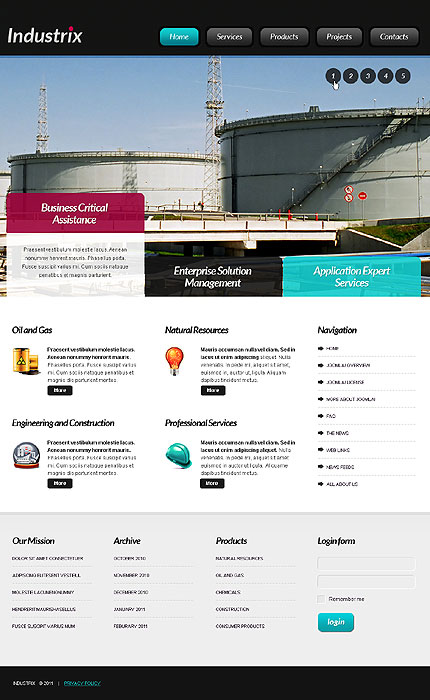 Industrix
Home
Services
Products
Projects
Contacts
1 2 3 4 5
Business Critical
Assistance
Praesent vestibulum molestie lacus. Aenean
nonummy henrerit mauris. Phasellus porta.
Fusce suscipit varius mi. Cum sociis natoque
penatibus et magnis parturient.
Enterprise Solution
Management
Application Expert
Services
Oil and Gas
Praesent vestibulum molestie lacus.
Aenean nonummy henrerit mauris.
Phasellus porta. Fusce suscipit varius
mi. Cum sociis natoque penatibus et
magnis dis parturient montes.
More
Natural Resources
Mauris accumsan nulla vel diam. Sed in
lacus ut enim adipiscing aliquet. Nulla
venenatis. In pede mi, aliquet sit amet,
euismod in, auctor ut, ligula. Aliquam
dapibus tincidunt metus.
More
Engineering and Construction
Praesent vestibulum molestie lacus.
Aenean nonummy henrerit mauris.
Phasellus porta. Fusce suscipit varius
mi. Cum sociis natoque penatibus et
magnis dis parturient montes.
More
Professional Services
Mauris accumsan nulla vel diam. Sed in
lacus ut enim adipiscing aliquet. Nulla
venenatis. In pede mi, aliquet sit amet,
euismod in, auctor ut, ligula. Aliquam
dapibus tincidunt metus.
More
Navigation
HOME
JOOMLA! OVERVIEW
JOOMLA! LICENSE
MORE ABOUT JOOMLA!
FAQ
THE NEWS
WEB LINKS
NEWS FEEDS
ALL ABOUT US
Our Mission
DOLOR SIT AMET CONSECTETUER
ADIPISCING ELITESENT VESTBULL
MOLESTIE LACUNENONUMMY
HENDRERITMAURISHASELLUS
FUSCE SUSCIPIT VARIUS NUM
Archive
OCTOBER 2010
NOVEMBER 2010
DECEMBER 2010
JANUARY 2011
FEBURARY 2011
Products
NATURAL RESOURCES
OIL AND GAS
CHEMICALS
CONSTRUCTION
CONSUMER PRODUCTS
Login form
Remember me
login
INDUSTRIX © 2011 | PRIVACY POLICY